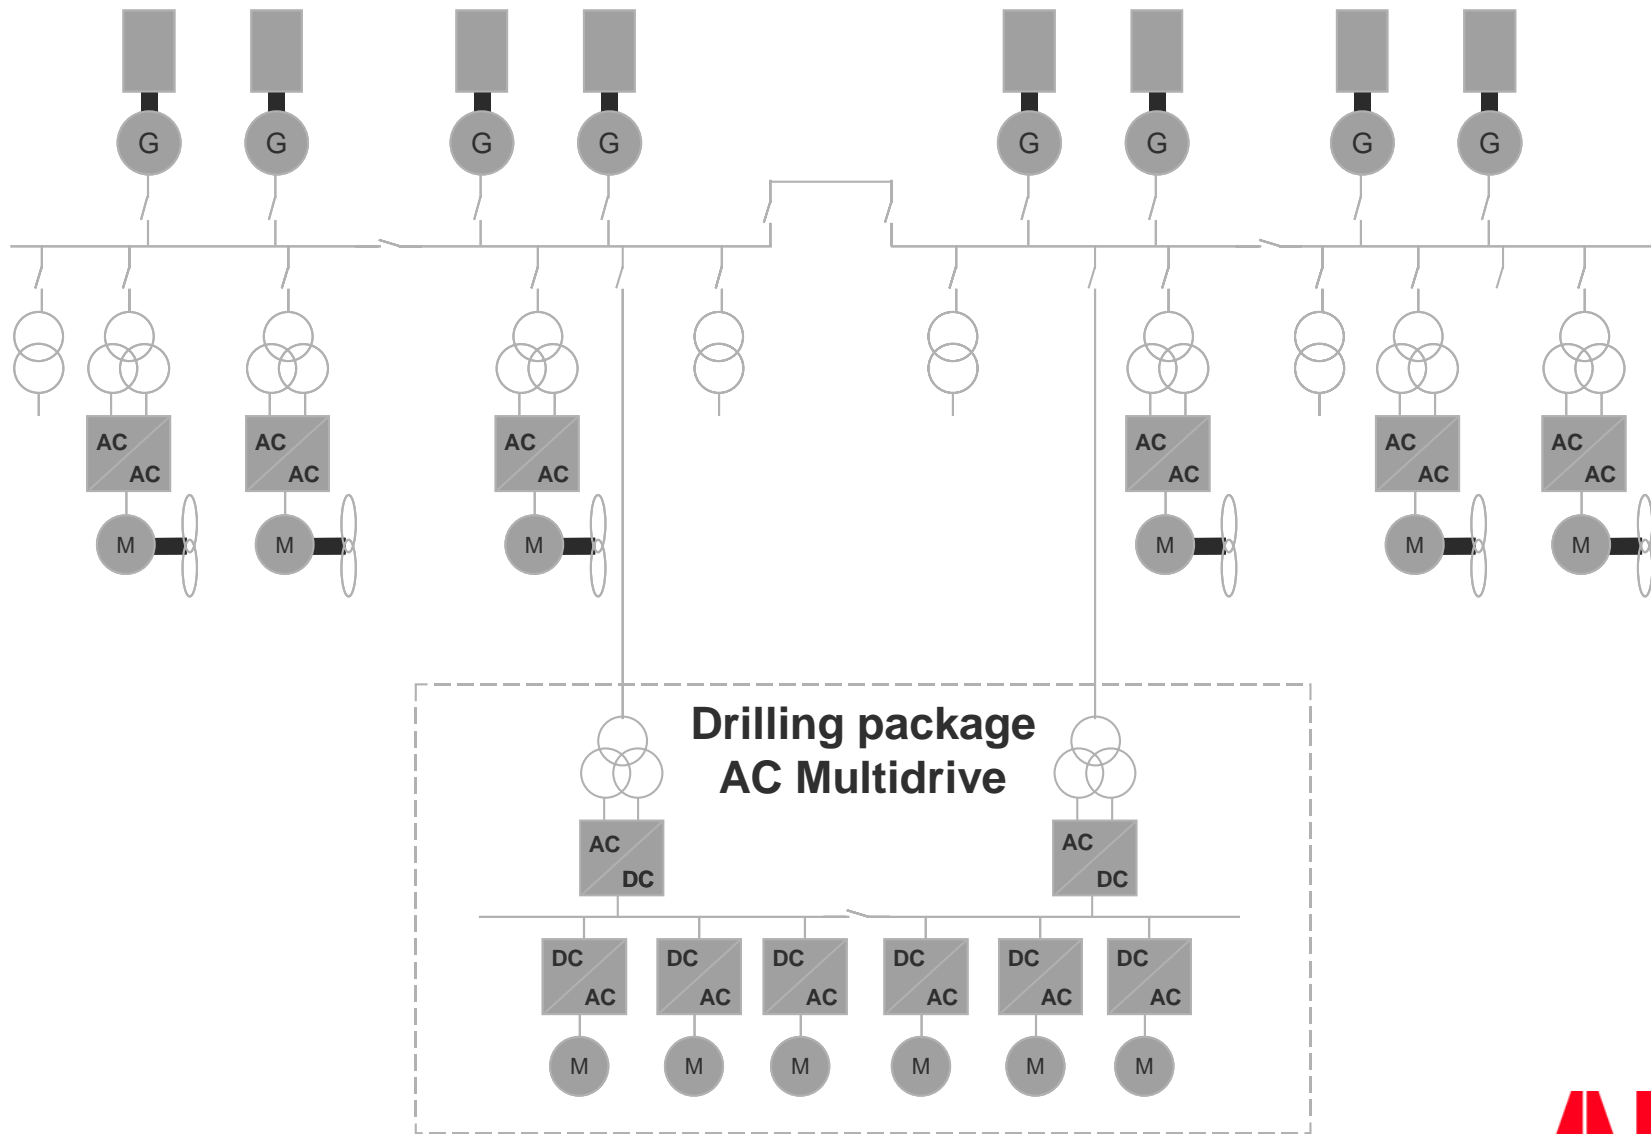 G G G G G G G G
AC AC AC AC AC AC
AC AC AC AC AC AC
M M M M M M
Drilling package
AC Multidrive
AC AC
DC DC
DC DC DC DC DC DC
AC AC AC AC AC AC
M M M M M M